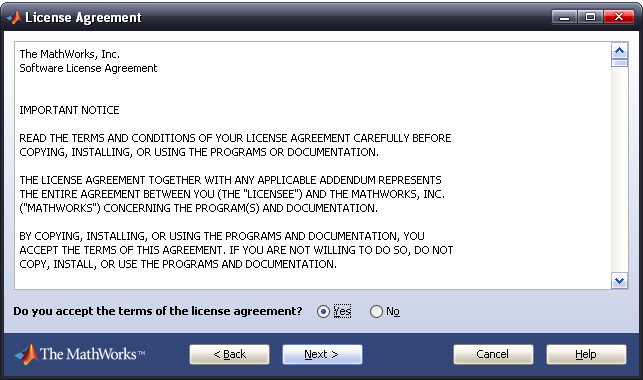 License Agreement
The MathWorks, Inc.
Software License Agreement
IMPORTANT NOTICE
READ THE TERMS AND CONDITIONS OF YOUR LICENSE AGREEMENT CAREFULLY BEFORE
COPYING, INSTALLING, OR USING THE PROGRAMS OR DOCUMENTATION.
THE LICENSE AGREEMENT TOGETHER WITH ANY APPLICABLE ADDENDUM REPRESENTS
THE ENTIRE AGREEMENT BETWEEN YOU (THE "LICENSEE") AND THE MATHWORKS, INC.
("MATHWORKS") CONCERNING THE PROGRAM(S) AND DOCUMENTATION.
BY COPYING, INSTALLING, OR USING THE PROGRAMS AND DOCUMENTATION, YOU
ACCEPT THE TERMS OF THIS AGREEMENT. IF YOU ARE NOT WILLING TO DO SO, DO NOT
COPY, INSTALL, OR USE THE PROGRAMS AND DOCUMENTATION.
Do you accept the terms of the license agreement? Yes No
The MathWorks™ < Back Next > Cancel Help